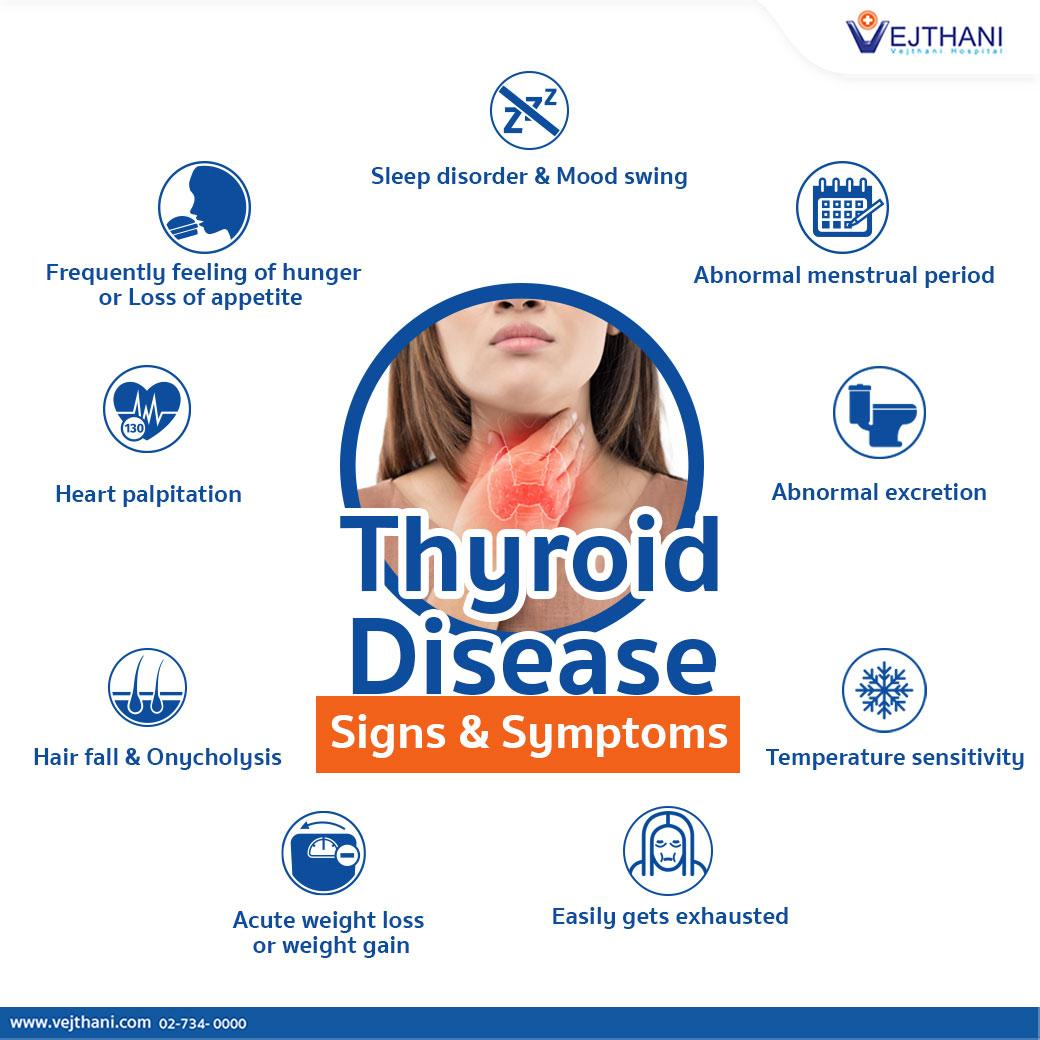 VEJTHANI
Vejthani Hospital
zzz
Sleep disorder & Mood swing
Frequently feeling of hunger
or Loss of appetite
Abnormal menstrual period
130
Heart palpitation
Abnormal excretion
Thyroid
Disease
Signs & Symptoms
Hair fall & Onycholysis
Temperature sensitivity
Acute weight loss
or weight gain
Easily gets exhausted
www.vejthani.com 02-734- 0000